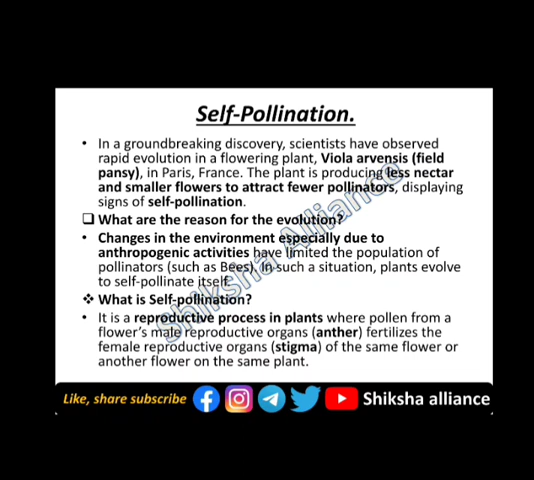 Self-Pollination.
• In a groundbreaking discovery, scientists have observed
rapid evolution in a flowering plant, Viola arvensis (field
pansy), in Paris, France. The plant is producing less nectar
and smaller flowers to attract fewer pollinators, displaying
signs of self-pollination.
❑ What are the reason for the evolution?
• Changes in the environment especially due to
anthropogenic activities have limited the population of
pollinators (such as Bees). In such a situation, plants evolve
to self-pollinate itself.
❖ What is Self-pollination?
• It is a reproductive process in plants where pollen from a
flower's male reproductive organs (anther) fertilizes the
female reproductive organs (stigma) of the same flower or
another flower on the same plant.
Shiksha Alliance
Like, share subscribe
Shiksha alliance